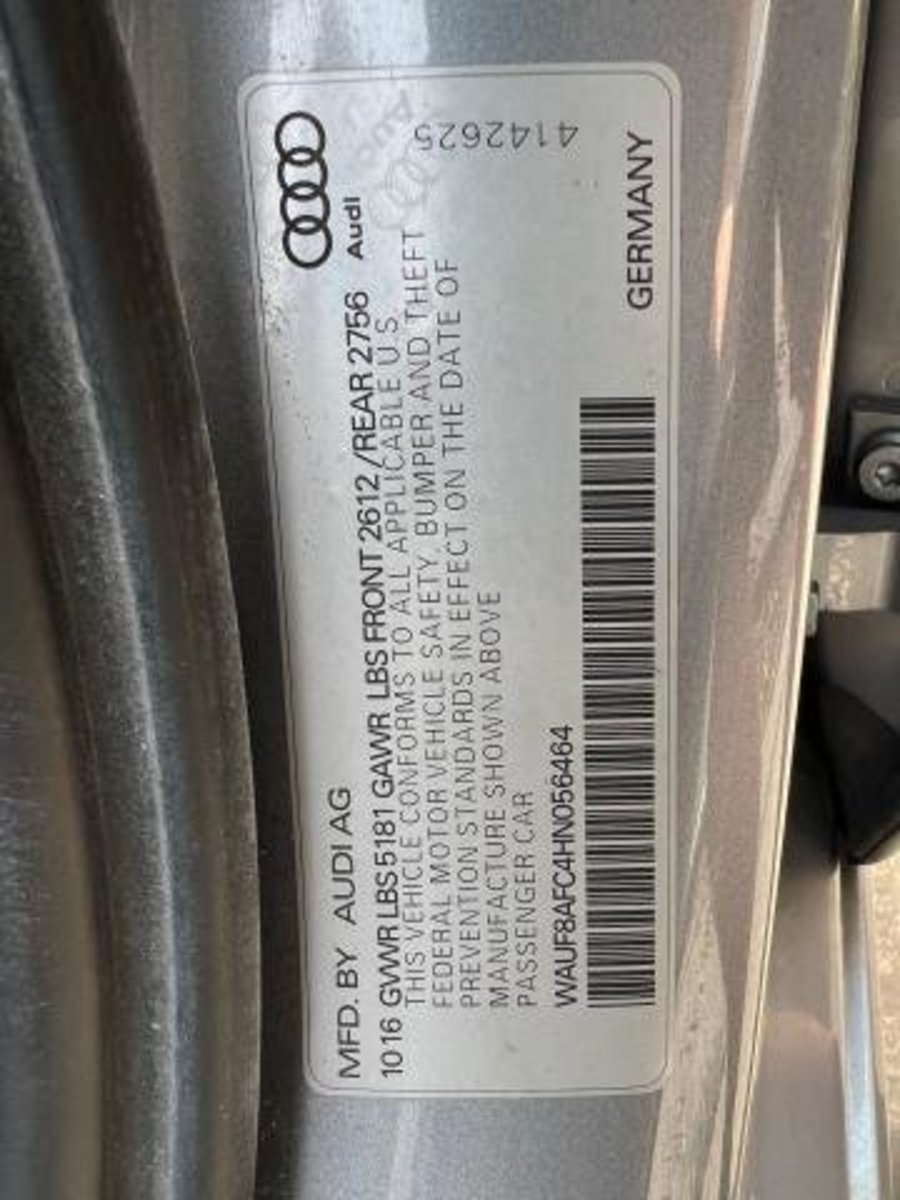 MFD. BY AUDI AG
Audi
1016 GVWR LBS 5181 GAWR LBS FRONT 2612 /REAR 2756
THIS VEHICLE CONFORMS TO ALL APPLICABLE U S
FEDERAL MOTOR VEHICLE SAFETY, BUMPER AND THEFT
PREVENTION STANDARDS IN EFFECT ON THE DATE OF
MANUFACTURE SHOWN ABOVE
PASSENGER CAR
4142625
WAUF8AFC4HN056464
GERMANY